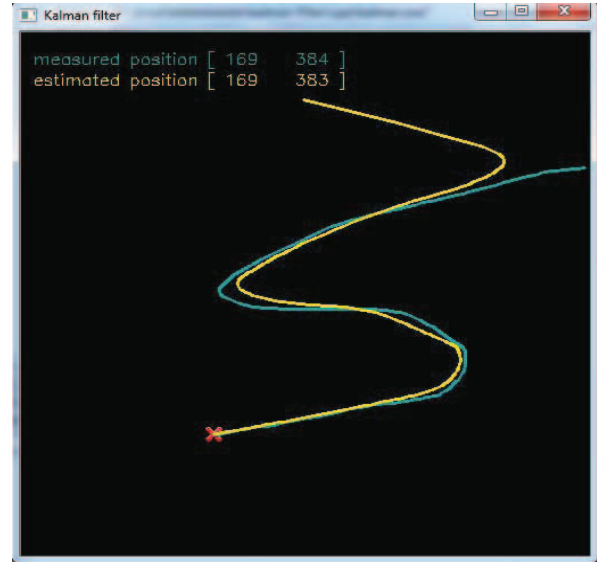 Kalman filter
measured position [ 169 384 ]
estimated position [ 169 383 ]